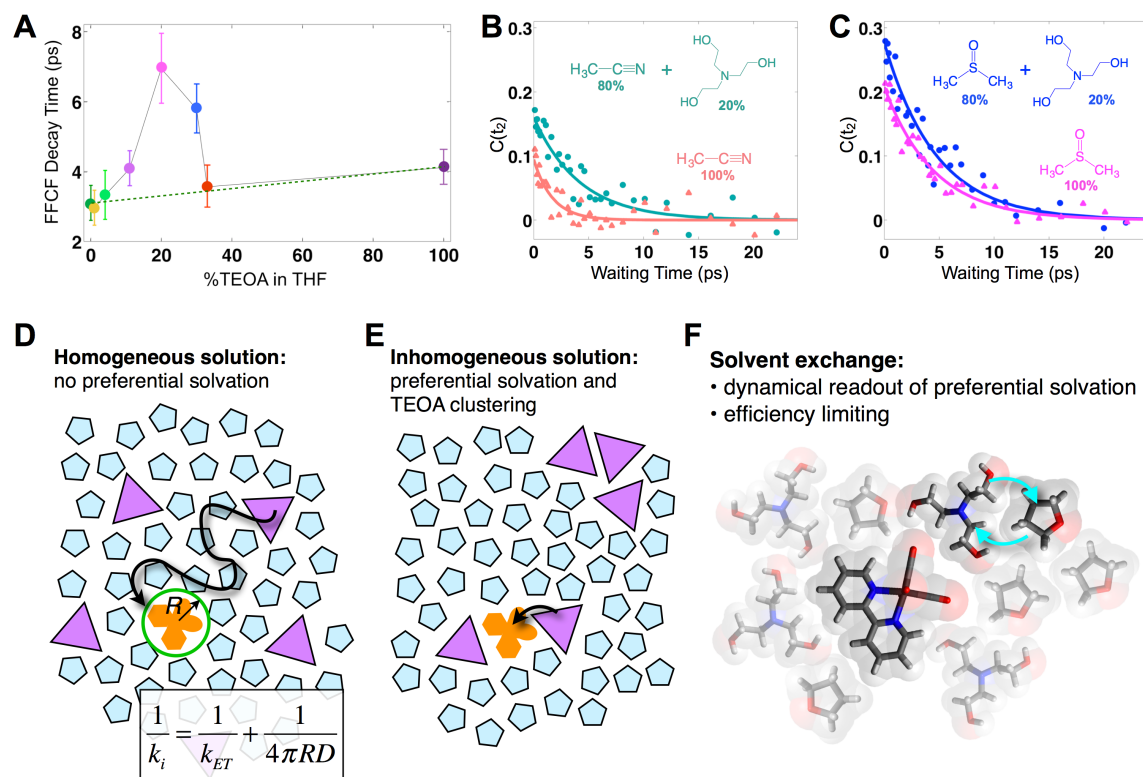 A
8
6
4
2
FFCF Decay Time (ps)
0 20 40 60 80 100
%TEOA in THF
B
0.3
0.2
0.1
0
C(t₂)
0 5 10 15 20
Waiting Time (ps)
H₃C—C≡N
80%
+
HO
OH
N
HO
20%
H₃C—C≡N
100%
C
0.3
0.2
0.1
0
C(t₂)
0 5 10 15 20
Waiting Time (ps)
O
S
H₃C CH₃
80%
+
HO
OH
N
HO
20%
O
S
H₃C CH₃
100%
D
Homogeneous solution:
no preferential solvation
R
1/kᵢ = 1/k_ET + 1/4πRD
E
Inhomogeneous solution:
preferential solvation and
TEOA clustering
F
Solvent exchange:
• dynamical readout of preferential solvation
• efficiency limiting